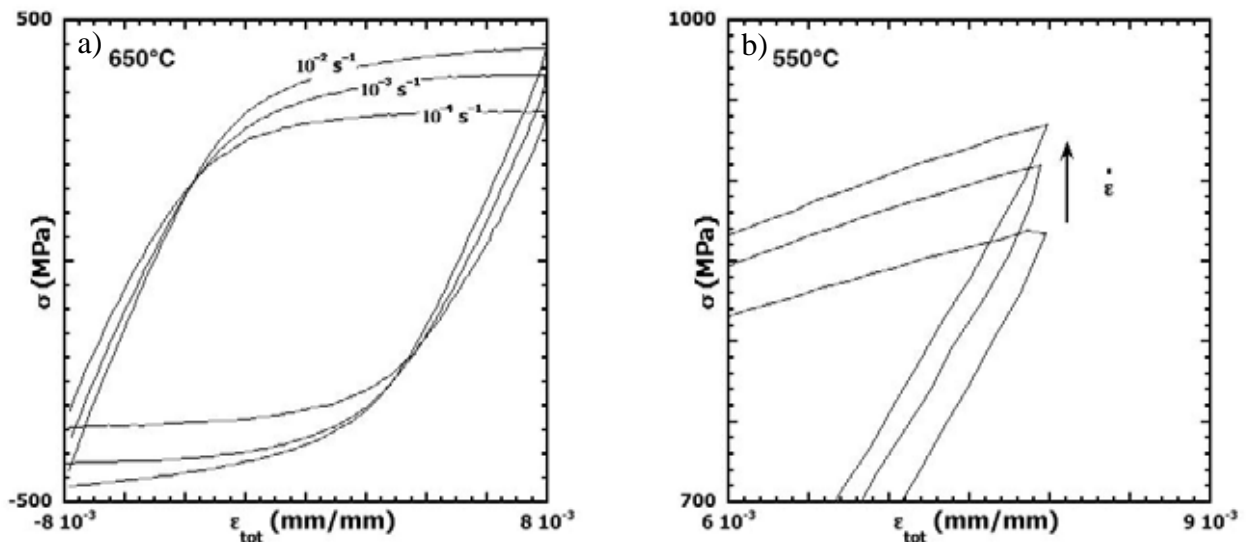 500
a) 650°C
10⁻² s⁻¹
10⁻³ s⁻¹
10⁻⁴ s⁻¹
σ (MPa)
-500
-8 10⁻³
ε_tot (mm/mm)
8 10⁻³
1000
b) 550°C
ε̇
σ (MPa)
700
6 10⁻³
ε_tot (mm/mm)
9 10⁻³